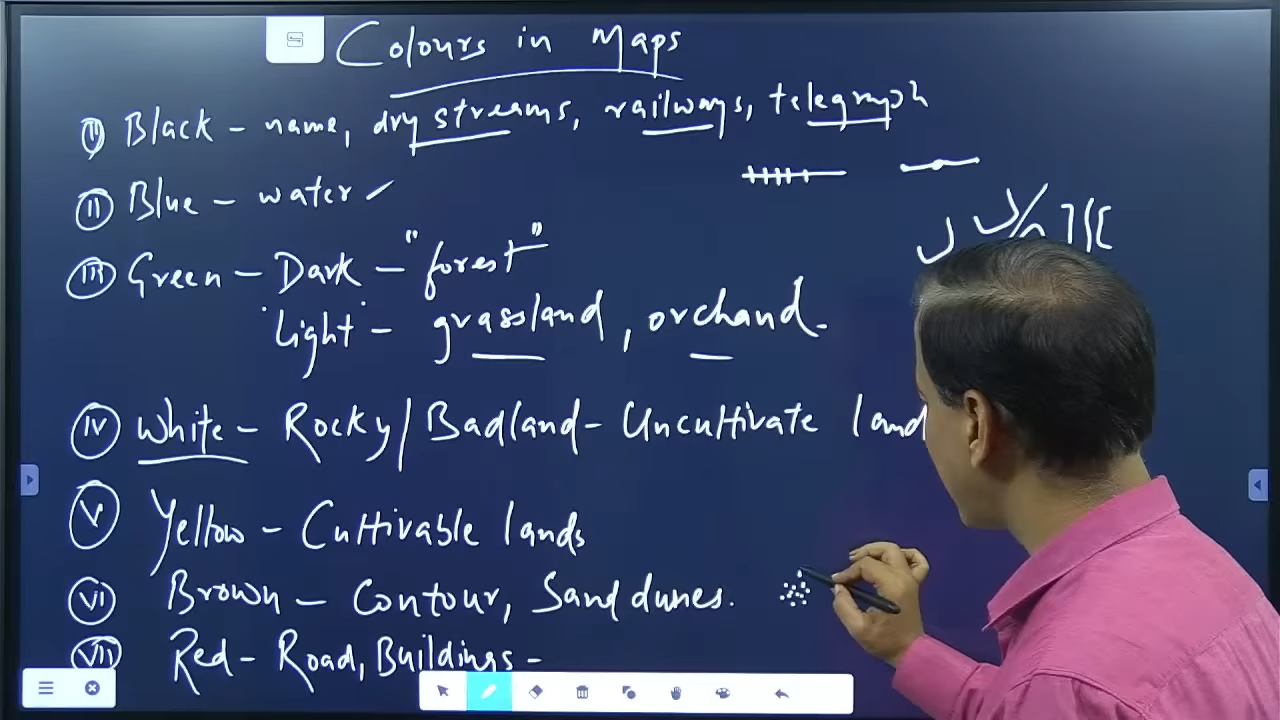 Colours in Maps
(i) Black - name, dry streams, railways, telegraph
(ii) Blue - water ✓
(iii) Green - Dark - "forest"
'Light' - grassland, orchand.
(iv) White - Rocky/Badland - Uncultivate land
(v) Yellow - Cultivable lands
(vi) Brown - Contour, Sand dunes.
(vii) Red - Road, Buildings -